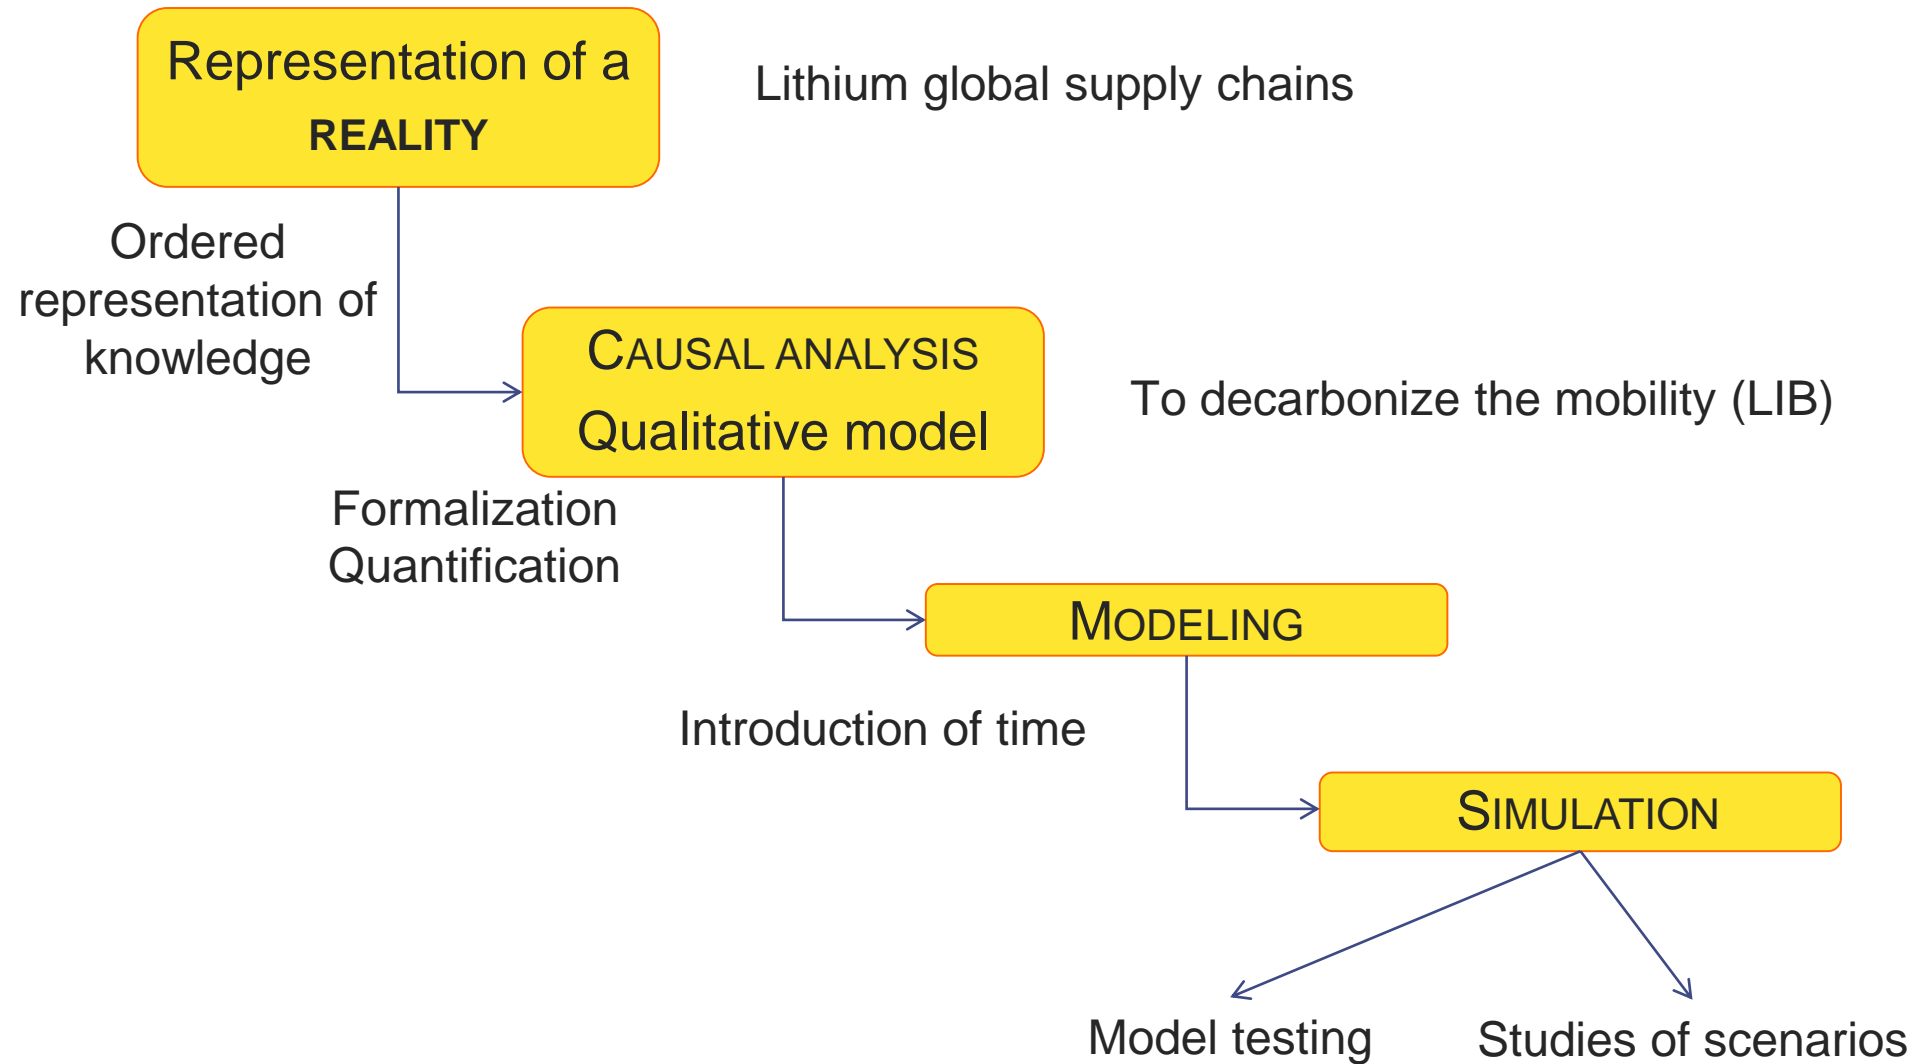 Representation of a
REALITY
Lithium global supply chains
Ordered
representation of
knowledge
CAUSAL ANALYSIS
Qualitative model
To decarbonize the mobility (LIB)
Formalization
Quantification
MODELING
Introduction of time
SIMULATION
Model testing
Studies of scenarios